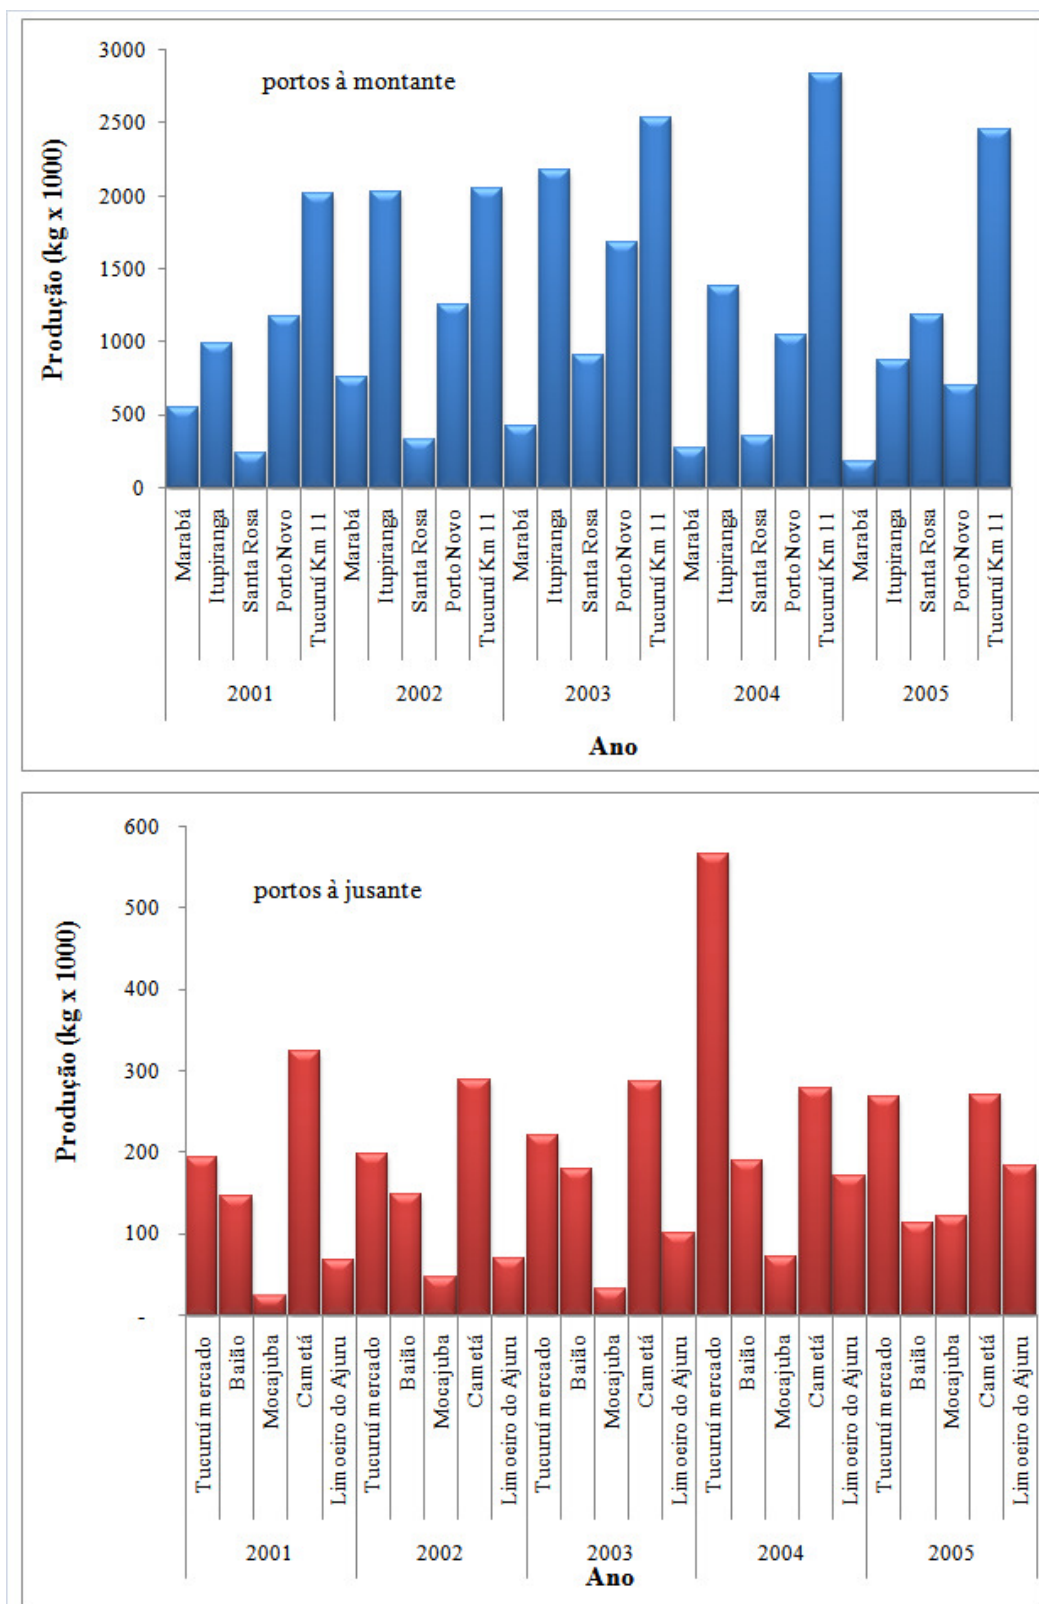 portos à montante
Produção (kg x 1000)
3000
2500
2000
1500
1000
500
0
Marabá
Itupiranga
Santa Rosa
Porto Novo
Tucuruí Km 11
Marabá
Itupiranga
Santa Rosa
Porto Novo
Tucuruí Km 11
Marabá
Itupiranga
Santa Rosa
Porto Novo
Tucuruí Km 11
Marabá
Itupiranga
Santa Rosa
Porto Novo
Tucuruí Km 11
Marabá
Itupiranga
Santa Rosa
Porto Novo
Tucuruí Km 11
2001 2002 2003 2004 2005
Ano
portos à jusante
Produção (kg x 1000)
600
500
400
300
200
100
-
Tucuruí mercado
Baião
Mocajuba
Cametá
Limoeiro do Ajuru
Tucuruí mercado
Baião
Mocajuba
Cametá
Limoeiro do Ajuru
Tucuruí mercado
Baião
Mocajuba
Cametá
Limoeiro do Ajuru
Tucuruí mercado
Baião
Mocajuba
Cametá
Limoeiro do Ajuru
Tucuruí mercado
Baião
Mocajuba
Cametá
Limoeiro do Ajuru
2001 2002 2003 2004 2005
Ano